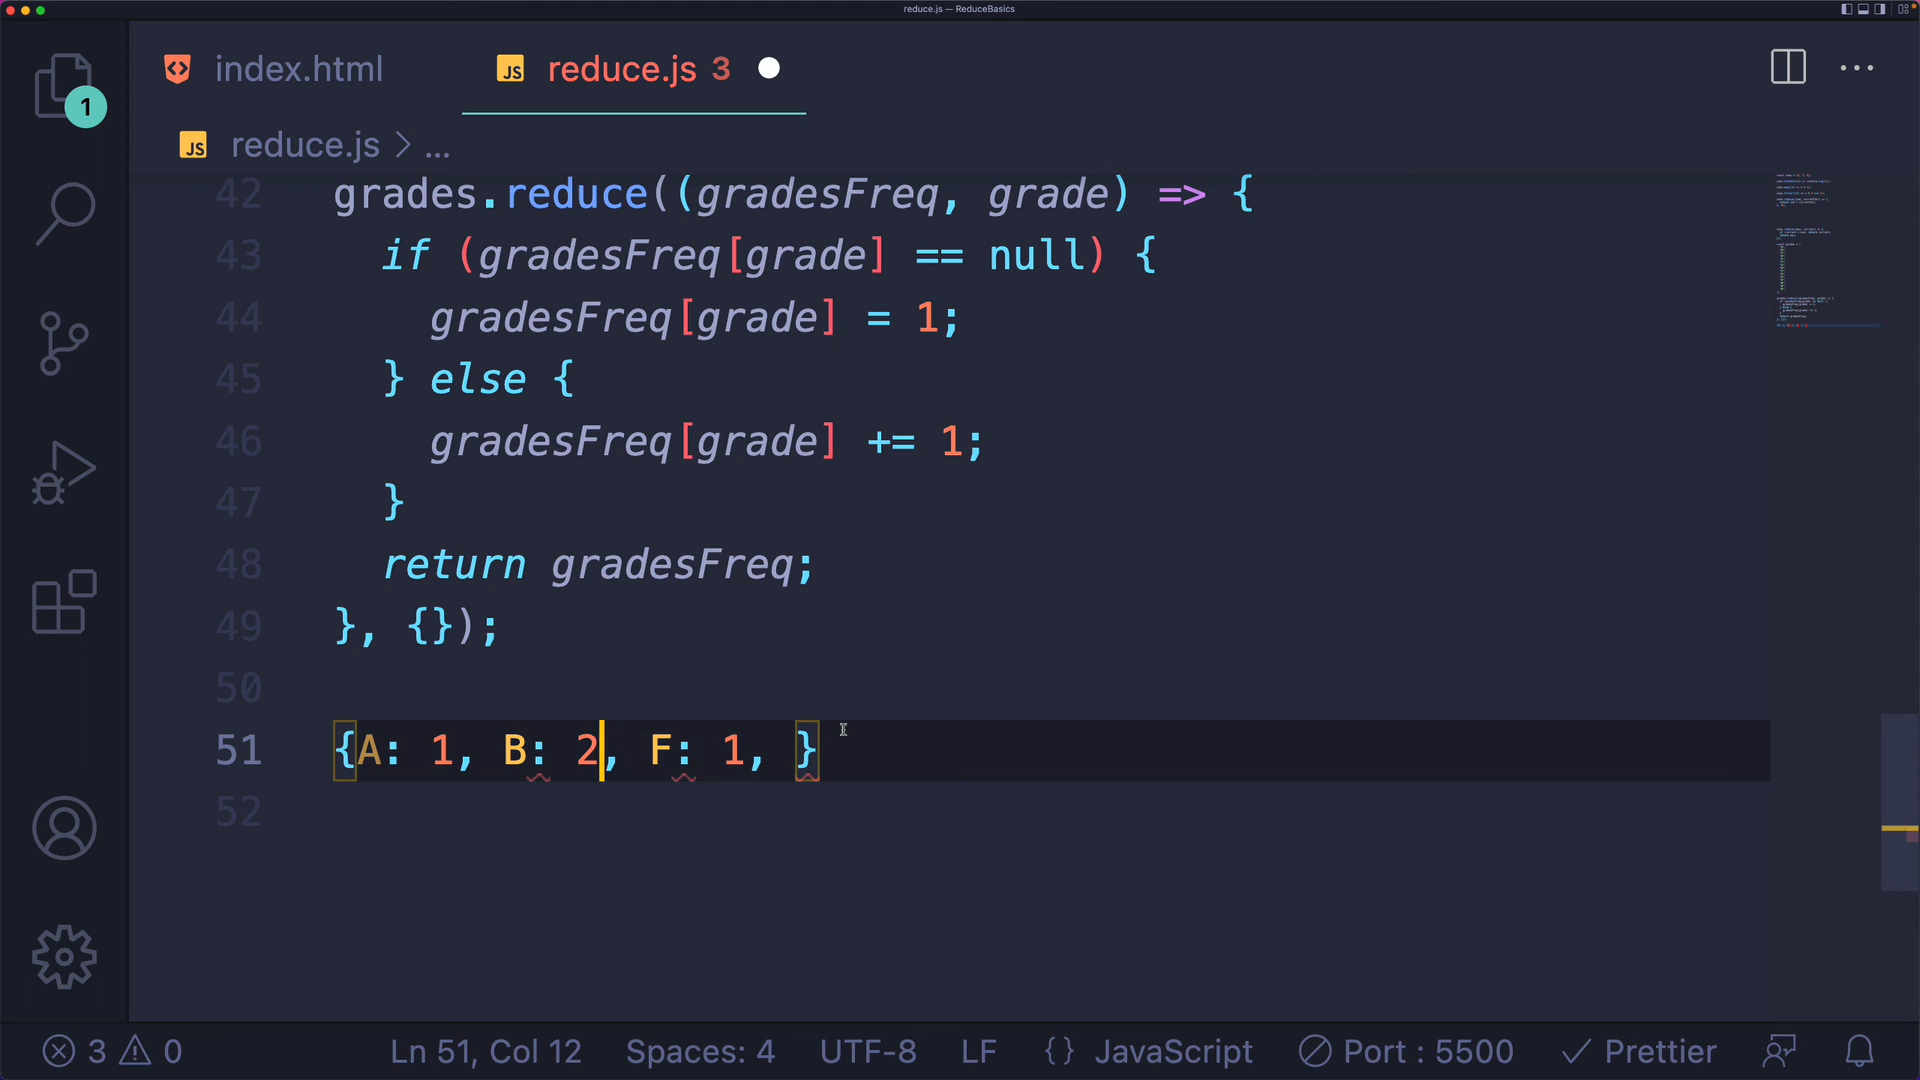 reduce.js — ReduceBasics
index.html
JS reduce.js 3
1
JS reduce.js > ...
42 grades.reduce((gradesFreq, grade) => {
43 if (gradesFreq[grade] == null) {
44 gradesFreq[grade] = 1;
45 } else {
46 gradesFreq[grade] += 1;
47 }
48 return gradesFreq;
49 }, {});
50
51 {A: 1, B: 2, F: 1, }
52
3 0 Ln 51, Col 12 Spaces: 4 UTF-8 LF {} JavaScript Port : 5500 Prettier